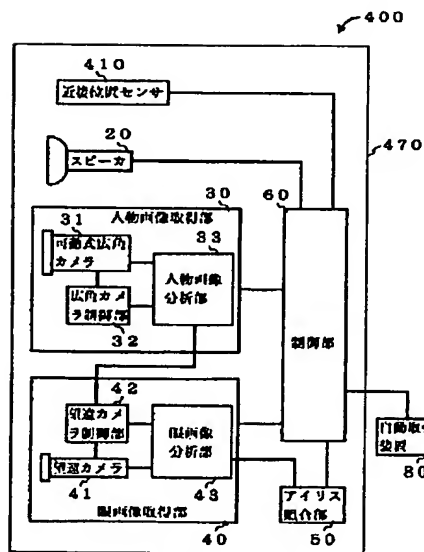 400
410
近接位置センサ
470
20
スピーカ
60
30
人物画像取得部
31
33
可動式広角
カメラ
人物画像
分析部
広角カメ
ラ制御部
32
制御部
42
望遠カメ
ラ制御部
眼画像
分析部
望遠カメラ
41
43
自動取
装置
80
アイリス
照合部
50
眼画像取得部
40